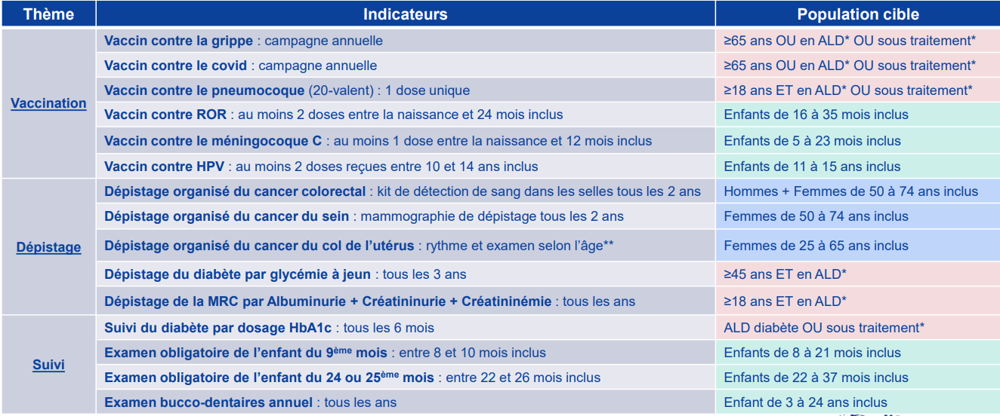 Thème Indicateurs Population cible
Vaccin contre la grippe : campagne annuelle ≥65 ans OU en ALD* OU sous traitement*
Vaccin contre le covid : campagne annuelle ≥65 ans OU en ALD* OU sous traitement*
Vaccination Vaccin contre le pneumocoque (20-valent) : 1 dose unique ≥18 ans ET en ALD* OU sous traitement*
Vaccin contre ROR : au moins 2 doses entre la naissance et 24 mois inclus Enfants de 16 à 35 mois inclus
Vaccin contre le méningocoque C : au moins 1 dose entre la naissance et 12 mois inclus Enfants de 5 à 23 mois inclus
Vaccin contre HPV : au moins 2 doses reçues entre 10 et 14 ans inclus Enfants de 11 à 15 ans inclus
Dépistage organisé du cancer colorectal : kit de détection de sang dans les selles tous les 2 ans Hommes + Femmes de 50 à 74 ans inclus
Dépistage organisé du cancer du sein : mammographie de dépistage tous les 2 ans Femmes de 50 à 74 ans inclus
Dépistage Dépistage organisé du cancer du col de l'utérus : rythme et examen selon l'âge** Femmes de 25 à 65 ans inclus
Dépistage du diabète par glycémie à jeun : tous les 3 ans ≥45 ans ET en ALD*
Dépistage de la MRC par Albuminurie + Créatininurie + Créatininémie : tous les ans ≥18 ans ET en ALD*
Suivi du diabète par dosage HbA1c : tous les 6 mois ALD diabète OU sous traitement*
Examen obligatoire de l'enfant du 9ème mois : entre 8 et 10 mois inclus Enfants de 8 à 21 mois inclus
Suivi Examen obligatoire de l'enfant du 24 ou 25ème mois : entre 22 et 26 mois inclus Enfants de 22 à 37 mois inclus
Examen bucco-dentaires annuel : tous les ans Enfant de 3 à 24 ans inclus